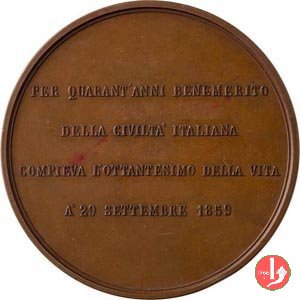 PER QUARANT'ANNI BENEMERITO
DELLA CIVILTÀ ITALIANA
COMPIEVA L'OTTANTESIMO DELLA VITA
A' 29 SETTEMBRE 1859